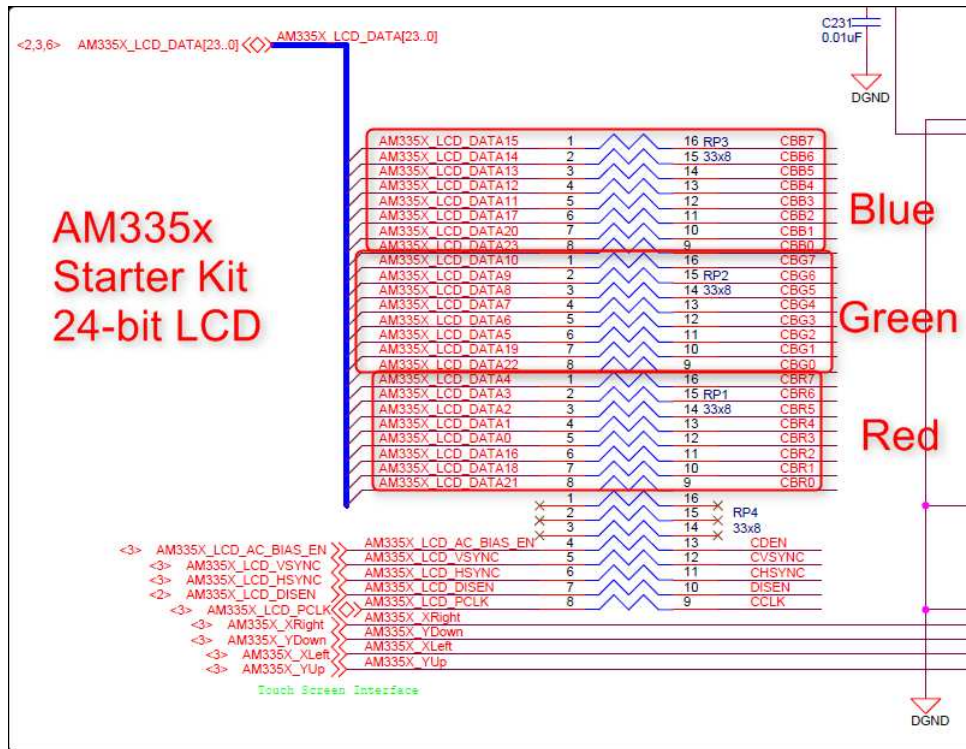 C231
0.01uF
<2,3,6> AM335X_LCD_DATA[23..0] AM335X_LCD_DATA[23..0]
DGND
AM335X_LCD_DATA15 1 16 RP3 CBB7
AM335X_LCD_DATA14 2 15 33x8 CBB6
AM335X_LCD_DATA13 3 14 CBB5
AM335X_LCD_DATA12 4 13 CBB4
AM335X_LCD_DATA11 5 12 CBB3
AM335X_LCD_DATA17 6 11 CBB2
AM335X_LCD_DATA20 7 10 CBB1
AM335X_LCD_DATA23 8 9 CBB0
Blue
AM335X_LCD_DATA10 1 16 CBG7
AM335X_LCD_DATA9 2 15 RP2 CBG6
AM335X_LCD_DATA8 3 14 33x8 CBG5
AM335X_LCD_DATA7 4 13 CBG4
AM335X_LCD_DATA6 5 12 CBG3
AM335X_LCD_DATA5 6 11 CBG2
AM335X_LCD_DATA19 7 10 CBG1
AM335X_LCD_DATA22 8 9 CBG0
Green
AM335x
Starter Kit
24-bit LCD
AM335X_LCD_DATA4 1 16 CBR7
AM335X_LCD_DATA3 2 15 RP1 CBR6
AM335X_LCD_DATA2 3 14 33x8 CBR5
AM335X_LCD_DATA1 4 13 CBR4
AM335X_LCD_DATA0 5 12 CBR3
AM335X_LCD_DATA16 6 11 CBR2
AM335X_LCD_DATA18 7 10 CBR1
AM335X_LCD_DATA21 8 9 CBR0
Red
1 16
2 15 RP4
3 14 33x8
<3> AM335X_LCD_AC_BIAS_EN AM335X_LCD_AC_BIAS_EN 4 13 CDEN
<3> AM335X_LCD_VSYNC AM335X_LCD_VSYNC 5 12 CVSYNC
<3> AM335X_LCD_HSYNC AM335X_LCD_HSYNC 6 11 CHSYNC
<2> AM335X_LCD_DISEN AM335X_LCD_DISEN 7 10 DISEN
<3> AM335X_LCD_PCLK AM335X_LCD_PCLK 8 9 CCLK
<3> AM335X_XRight AM335X_XRight
<3> AM335X_YDown AM335X_YDown
<3> AM335X_XLeft AM335X_XLeft
<3> AM335X_YUp AM335X_YUp
Touch Screen Interface
DGND